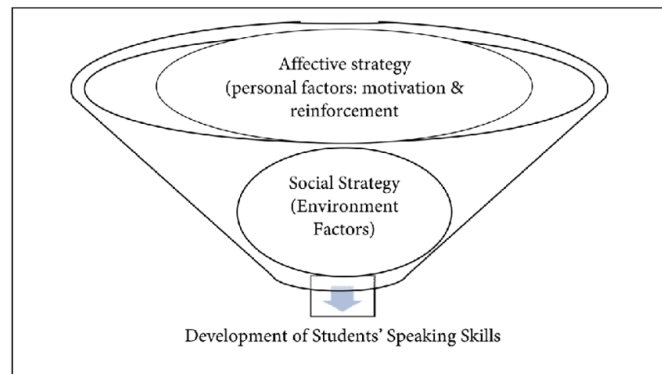 Affective strategy
(personal factors: motivation &
reinforcement
Social Strategy
(Environment
Factors)
Development of Students’ Speaking Skills